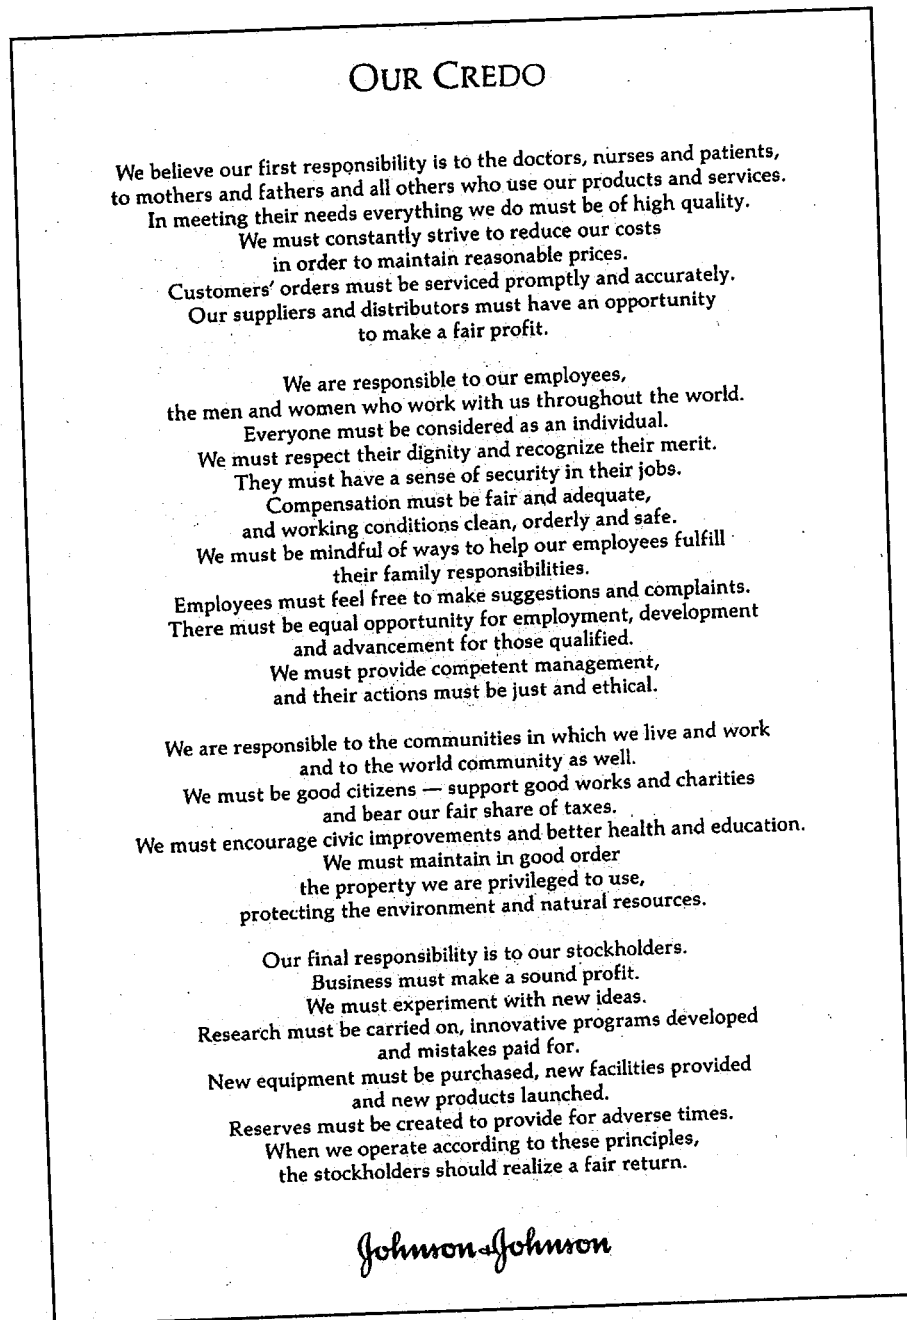 OUR CREDO
We believe our first responsibility is to the doctors, nurses and patients,
to mothers and fathers and all others who use our products and services.
In meeting their needs everything we do must be of high quality.
We must constantly strive to reduce our costs
in order to maintain reasonable prices.
Customers' orders must be serviced promptly and accurately.
Our suppliers and distributors must have an opportunity
to make a fair profit.
We are responsible to our employees,
the men and women who work with us throughout the world.
Everyone must be considered as an individual.
We must respect their dignity and recognize their merit.
They must have a sense of security in their jobs.
Compensation must be fair and adequate,
and working conditions clean, orderly and safe.
We must be mindful of ways to help our employees fulfill
their family responsibilities.
Employees must feel free to make suggestions and complaints.
There must be equal opportunity for employment, development
and advancement for those qualified.
We must provide competent management,
and their actions must be just and ethical.
We are responsible to the communities in which we live and work
and to the world community as well.
We must be good citizens — support good works and charities
and bear our fair share of taxes.
We must encourage civic improvements and better health and education.
We must maintain in good order
the property we are privileged to use,
protecting the environment and natural resources.
Our final responsibility is to our stockholders.
Business must make a sound profit.
We must experiment with new ideas.
Research must be carried on, innovative programs developed
and mistakes paid for.
New equipment must be purchased, new facilities provided
and new products launched.
Reserves must be created to provide for adverse times.
When we operate according to these principles,
the stockholders should realize a fair return.
Johnson & Johnson